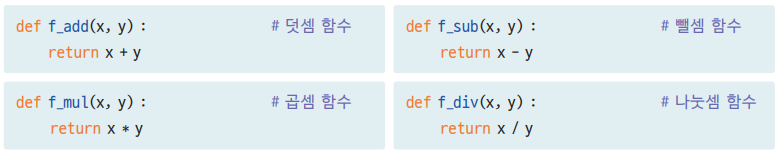 def f_add(x, y) : # 덧셈 함수
return x + y
def f_sub(x, y) : # 뺄셈 함수
return x - y
def f_mul(x, y) : # 곱셈 함수
return x * y
def f_div(x, y) : # 나눗셈 함수
return x / y